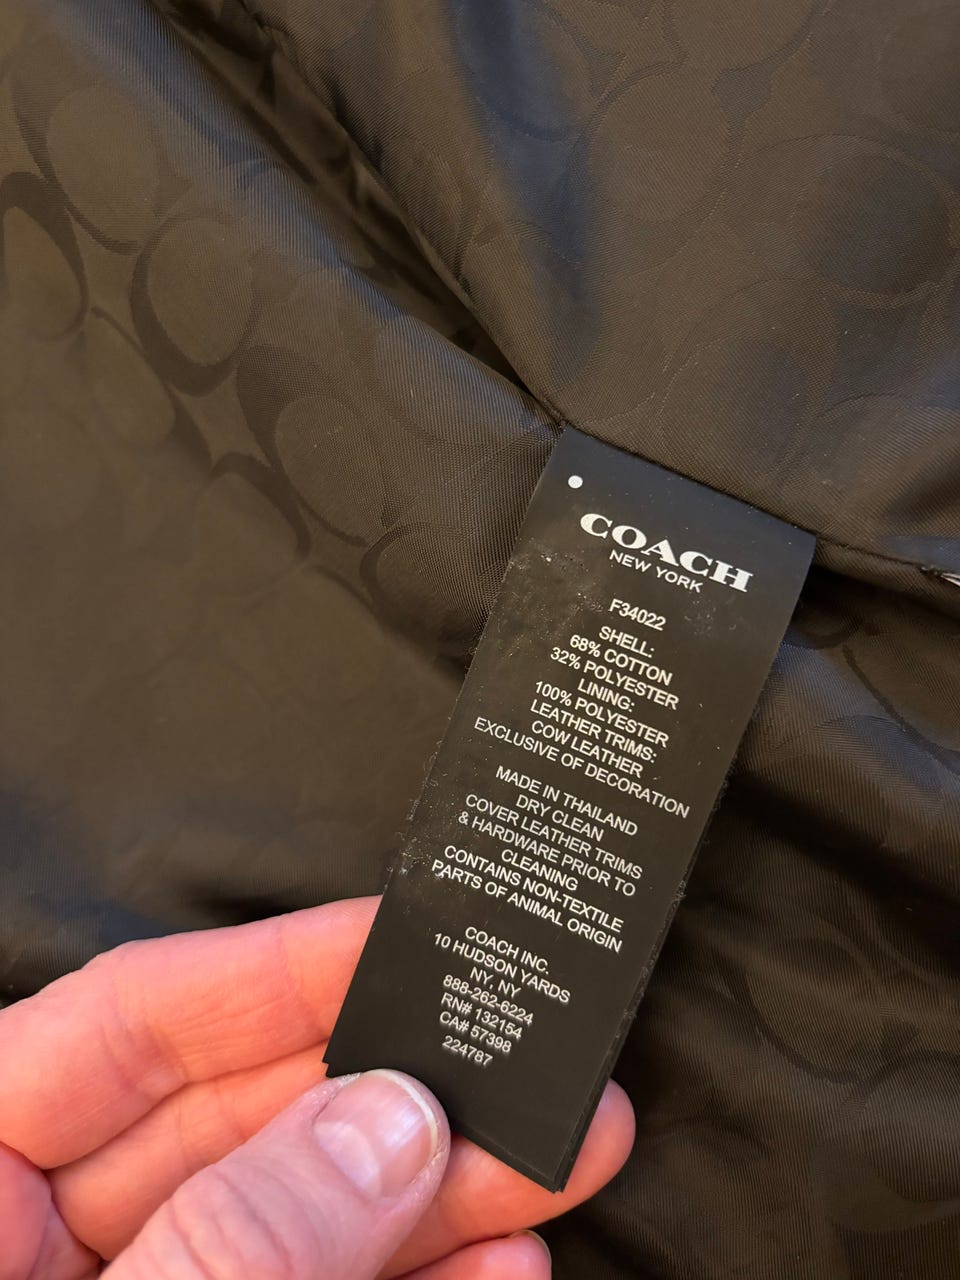 COACH
NEW YORK
F34022
SHELL:
68% COTTON
32% POLYESTER
LINING:
100% POLYESTER
LEATHER TRIMS:
COW LEATHER
EXCLUSIVE OF DECORATION
MADE IN THAILAND
DRY CLEAN
COVER LEATHER TRIMS
& HARDWARE PRIOR TO
CLEANING
CONTAINS NON-TEXTILE
PARTS OF ANIMAL ORIGIN
COACH INC.
10 HUDSON YARDS
NY, NY
888-262-6224
RN# 132154
CA# 57398
224787